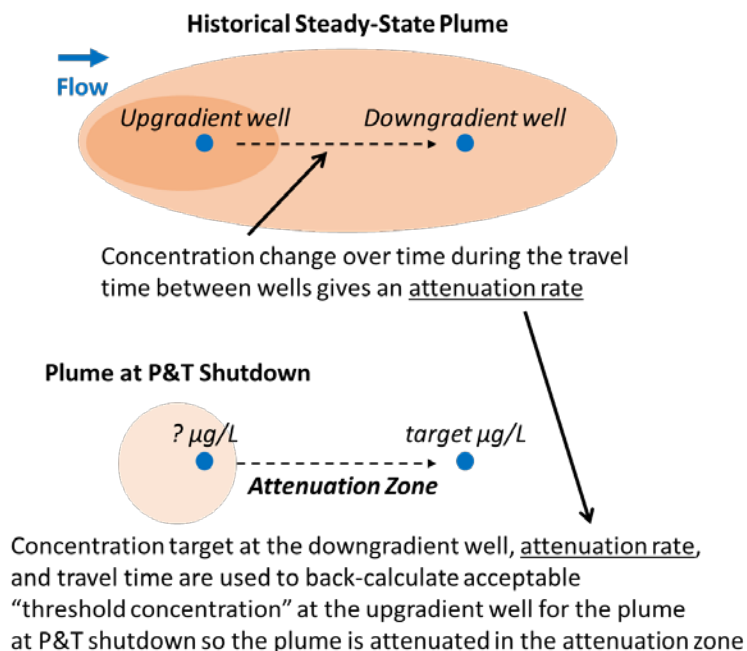 Historical Steady-State Plume
Flow
Upgradient well
Downgradient well
Concentration change over time during the travel
time between wells gives an attenuation rate
Plume at P&T Shutdown
? µg/L
target µg/L
Attenuation Zone
Concentration target at the downgradient well, attenuation rate,
and travel time are used to back-calculate acceptable
“threshold concentration” at the upgradient well for the plume
at P&T shutdown so the plume is attenuated in the attenuation zone